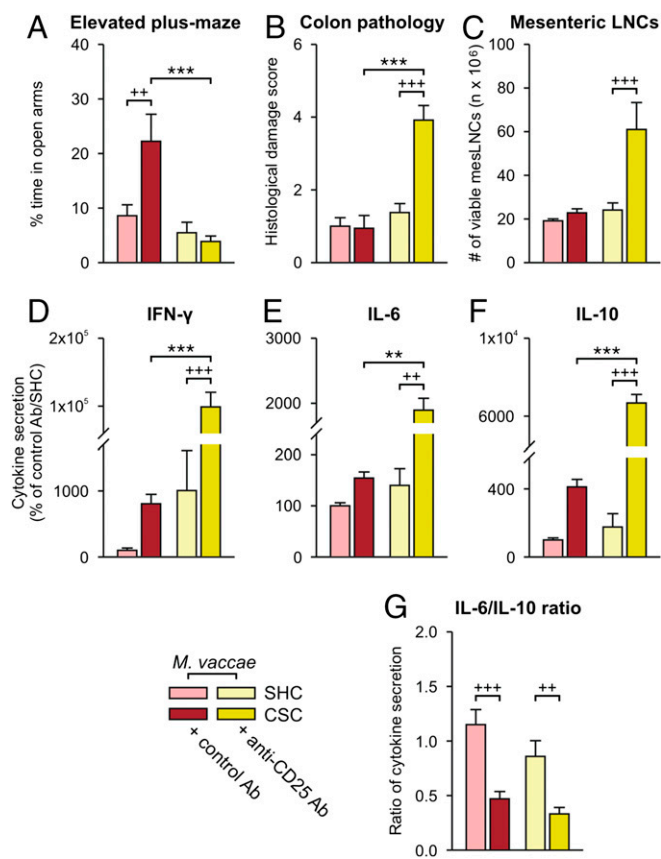 A Elevated plus-maze
% time in open arms
40
30
20
10
0
++
***
B Colon pathology
Histological damage score
6
4
2
0
***
+++
C Mesenteric LNCs
# of viable mesLNCs (n x 10⁶)
100
80
60
40
20
0
+++
D IFN-γ
Cytokine secretion
(% of control Ab/SHC)
2x10⁵
1x10⁵
1000
0
***
+++
E IL-6
3000
2000
200
100
0
**
++
F IL-10
1x10⁴
6000
400
0
***
+++
G IL-6/IL-10 ratio
Ratio of cytokine secretion
2.0
1.5
1.0
0.5
0.0
+++
++
M. vaccae
SHC
CSC
+ control Ab
+ anti-CD25 Ab